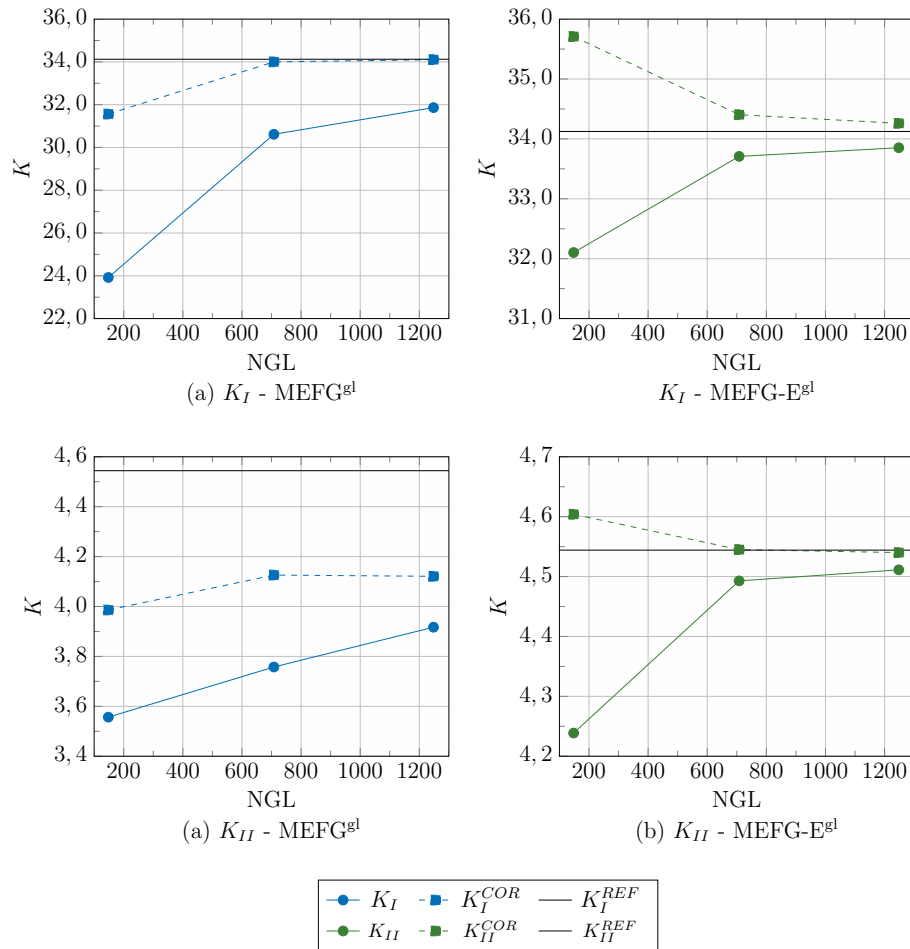 36,0
34,0
32,0
30,0
28,0
26,0
24,0
22,0
K
200 400 600 800 1000 1200
NGL
(a) K_I - MEFG^gl
36,0
35,0
34,0
33,0
32,0
31,0
K
200 400 600 800 1000 1200
NGL
K_I - MEFG-E^gl
4,6
4,2
4,0
3,8
3,6
3,4
K
200 400 600 800 1000 1200
NGL
(a) K_II - MEFG^gl
4,7
4,6
4,5
4,4
4,3
4,2
K
200 400 600 800 1000 1200
NGL
(b) K_II - MEFG-E^gl
K_I K_I^COR K_I^REF
K_II K_II^COR K_II^REF